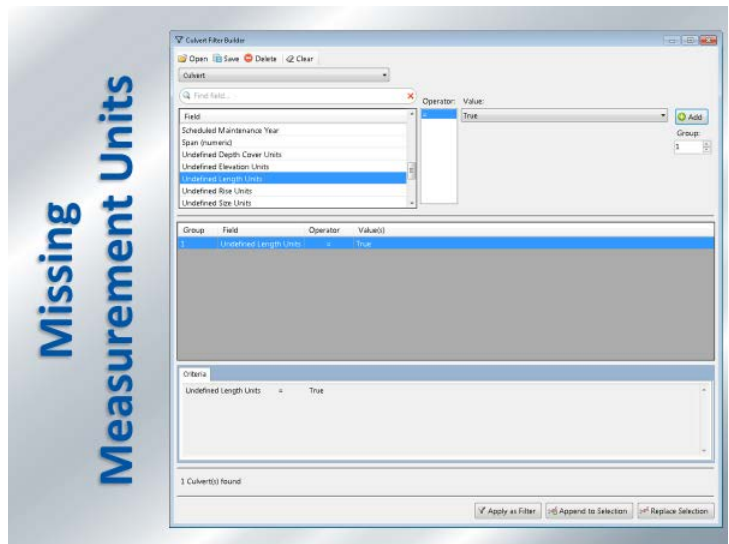 Missing
Measurement Units
Culvert Filter Builder
Open Save Delete Clear
Culvert
Find field...
Operator: Value:
Field
= True Add
Scheduled Maintenance Year
Group:
Span (numeric)
1
Undefined Depth Cover Units
Undefined Elevation Units
Undefined Length Units
Undefined Rise Units
Undefined Size Units
Group Field Operator Value(s)
1 Undefined Length Units = True
Criteria
Undefined Length Units = True
1 Culvert(s) found
Apply as Filter Append to Selection Replace Selection